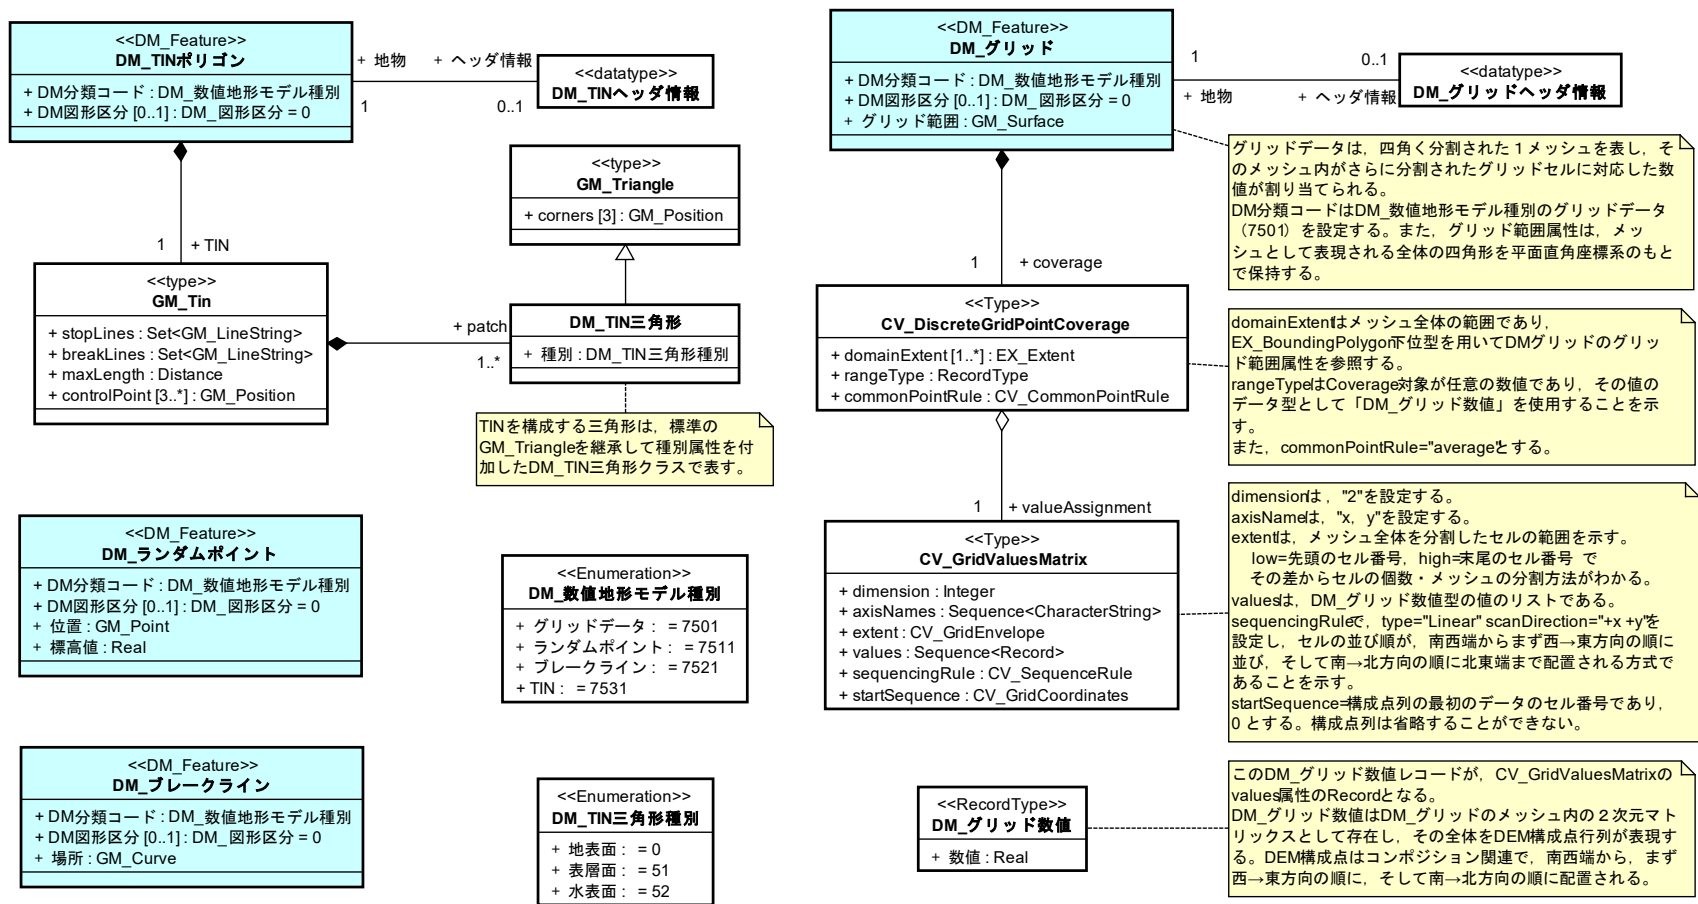 <<DM_Feature>>
DM_TINポリゴン
+ DM分類コード : DM_数値地形モデル種別
+ DM図形区分 [0..1] : DM_ 図形区分 = 0
+ 地物
+ ヘッダ情報
1
0..1
<<datatype>>
DM_TINヘッダ情報
1
+ TIN
<<type>>
GM_Triangle
+ corners [3] : GM_Position
<<type>>
GM_Tin
+ stopLines : Set<GM_LineString>
+ breakLines : Set<GM_LineString>
+ maxLength : Distance
+ controlPoint [3..*] : GM_Position
+ patch
1..*
DM_TIN三角形
+ 種別 : DM_TIN三角形種別
TINを構成する三角形は，標準の
GM_Triangleを継承して種別属性を付
加したDM_TIN三角形クラスで表す。
<<DM_Feature>>
DM_ランダムポイント
+ DM分類コード : DM_数値地形モデル種別
+ DM図形区分 [0..1] : DM_ 図形区分 = 0
+ 位置 : GM_Point
+ 標高値 : Real
<<Enumeration>>
DM_数値地形モデル種別
+ グリッドデータ : = 7501
+ ランダムポイント : = 7511
+ ブレークライン : = 7521
+ TIN : = 7531
<<DM_Feature>>
DM_ブレークライン
+ DM分類コード : DM_数値地形モデル種別
+ DM図形区分 [0..1] : DM_ 図形区分 = 0
+ 場所 : GM_Curve
<<Enumeration>>
DM_TIN三角形種別
+ 地表面 : = 0
+ 表層面 : = 51
+ 水表面 : = 52
<<DM_Feature>>
DM_グリッド
+ DM分類コード : DM_数値地形モデル種別
+ DM図形区分 [0..1] : DM_ 図形区分 = 0
+ グリッド範囲 : GM_Surface
1
0..1
+ 地物
+ ヘッダ情報
<<datatype>>
DM_グリッドヘッダ情報
グリッドデータは，四角く分割された１メッシュを表し，そ
のメッシュ内がさらに分割されたグリッドセルに対応した数
値が割り当てられる。
DM分類コードはDM_数値地形モデル種別のグリッドデータ
（7501）を設定する。また，グリッド範囲属性は，メッ
シュとして表現される全体の四角形を平面直角座標系のもと
で保持する。
1
+ coverage
<<Type>>
CV_DiscreteGridPointCoverage
+ domainExtent [1..*] : EX_Extent
+ rangeType : RecordType
+ commonPointRule : CV_CommonPointRule
domainExtentはメッシュ全体の範囲であり，
EX_BoundingPolygon下位型を用いてDMグリッドのグリッ
ド範囲属性を参照する。
rangeTypeはCoverage対象が任意の数値であり，その値の
データ型として「DM_グリッド数値」を使用することを示
す。
また，commonPointRule="average"とする。
1
+ valueAssignment
<<Type>>
CV_GridValuesMatrix
+ dimension : Integer
+ axisNames : Sequence<CharacterString>
+ extent : CV_GridEnvelope
+ values : Sequence<Record>
+ sequencingRule : CV_SequenceRule
+ startSequence : CV_GridCoordinates
dimensionは，"2"を設定する。
axisNameは，"x，y"を設定する。
extentは，メッシュ全体を分割したセルの範囲を示す。
low=先頭のセル番号，high=末尾のセル番号 で
その差からセルの個数・メッシュの分割方法がわかる。
valuesは，DM_グリッド数値型の値のリストである。
sequencingRuleで，type="Linear" scanDirection="+x +y"を
設定し，セルの並び順が，南西端からまず西→東方向の順に
並び，そして南→北方向の順に北東端まで配置される方式で
あることを示す。
startSequence=構成点列の最初のデータのセル番号であり，
0 とする。構成点列は省略することができない。
<<RecordType>>
DM_グリッド数値
+ 数値 : Real
このDM_グリッド数値レコードが，CV_GridValuesMatrixの
values属性のRecordとなる。
DM_グリッド数値はDM_グリッドのメッシュ内の２次元マト
リックスとして存在し，その全体をDEM構成点行列が表現す
る。DEM構成点はコンポジション関連で，南西端から，まず
西→東方向の順に，そして南→北方向の順に配置される。